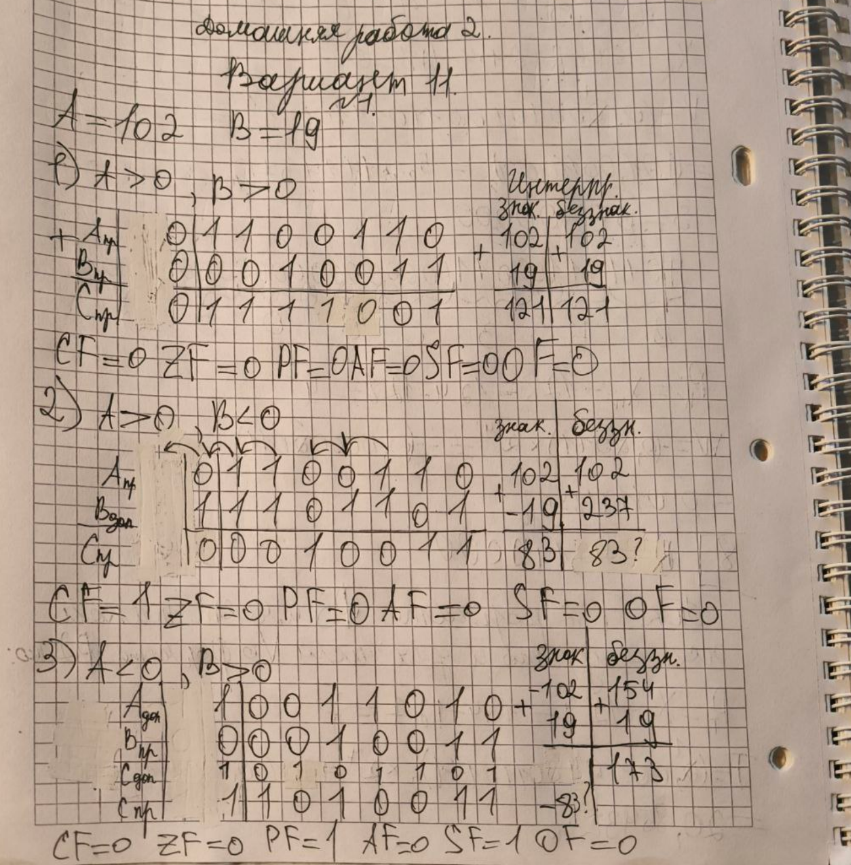 Домашняя работа 2.
Вариант 11.
№1.
A = 102 B = 19
1) A > 0, B > 0 Интерпр.
знак. беззнак.
+ Aпр 0 1 1 0 0 1 1 0 + 102 + 102
Bпр 0 0 0 1 0 0 1 1 19 19
Cпр 0 1 1 1 1 0 0 1 121 121
CF=0 ZF=0 PF=0 AF=0 SF=0 OF=0
2) A > 0, B < 0 знак. беззн.
Aпр 0 1 1 0 0 1 1 0 + 102 + 102
Bдоп 1 1 1 0 1 1 0 1 -19 237
Cпр 0 0 0 1 0 0 1 1 83 83?
CF=1 ZF=0 PF=0 AF=0 SF=0 OF=0
3) A < 0, B > 0 знак беззн.
Aдоп 1 0 0 1 1 0 1 0 + -102 + 154
Bпр 0 0 0 1 0 0 1 1 19 19
Cдоп 1 0 1 0 1 1 0 1 173
Cпр 1 1 0 1 0 0 1 1 -83?
CF=0 ZF=0 PF=1 AF=0 SF=1 OF=0